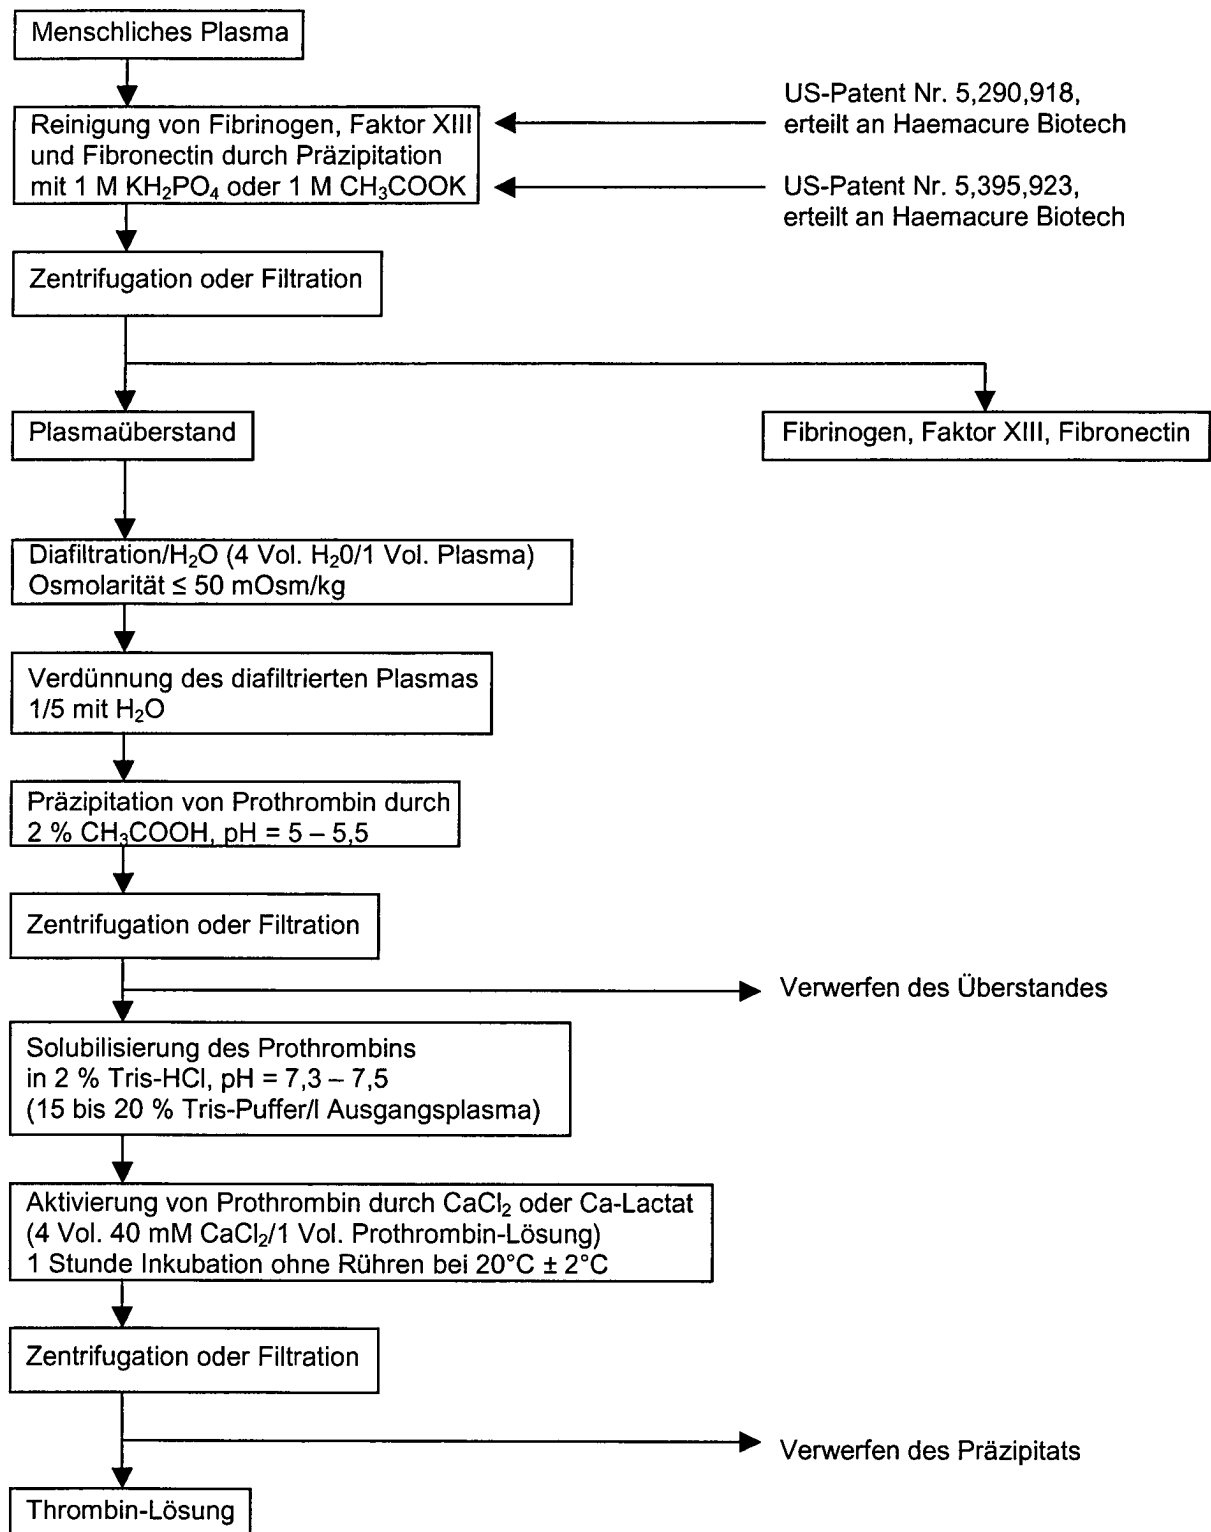 Menschliches Plasma
Reinigung von Fibrinogen, Faktor XIII
und Fibronectin durch Präzipitation
mit 1 M KH₂PO₄ oder 1 M CH₃COOK
US-Patent Nr. 5,290,918,
erteilt an Haemacure Biotech
US-Patent Nr. 5,395,923,
erteilt an Haemacure Biotech
Zentrifugation oder Filtration
Plasmaüberstand
Fibrinogen, Faktor XIII, Fibronectin
Diafiltration/H₂O (4 Vol. H₂0/1 Vol. Plasma)
Osmolarität ≤ 50 mOsm/kg
Verdünnung des diafiltrierten Plasmas
1/5 mit H₂O
Präzipitation von Prothrombin durch
2 % CH₃COOH, pH = 5 – 5,5
Zentrifugation oder Filtration
Verwerfen des Überstandes
Solubilisierung des Prothrombins
in 2 % Tris-HCl, pH = 7,3 – 7,5
(15 bis 20 % Tris-Puffer/l Ausgangsplasma)
Aktivierung von Prothrombin durch CaCl₂ oder Ca-Lactat
(4 Vol. 40 mM CaCl₂/1 Vol. Prothrombin-Lösung)
1 Stunde Inkubation ohne Rühren bei 20°C ± 2°C
Zentrifugation oder Filtration
Verwerfen des Präzipitats
Thrombin-Lösung